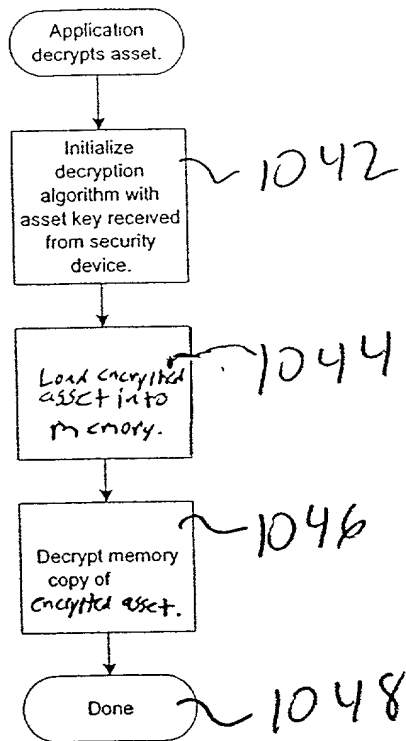 Application
decrypts asset.
Initialize
decryption
algorithm with
asset key received
from security
device.
1042
Load encrypted
asset into
memory.
1044
Decrypt memory
copy of
encrypted asset.
1046
Done
1048